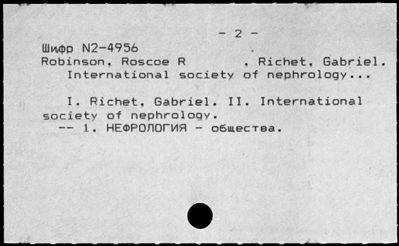 - 2 -
Шифр N2-4956
Robinson, Roscoe R , Richet, Gabriel.
International society of nephrology...
I. Richet, Gabriel. II. International
society of nephrology.
-- 1. НЕФРОЛОГИЯ - общества.